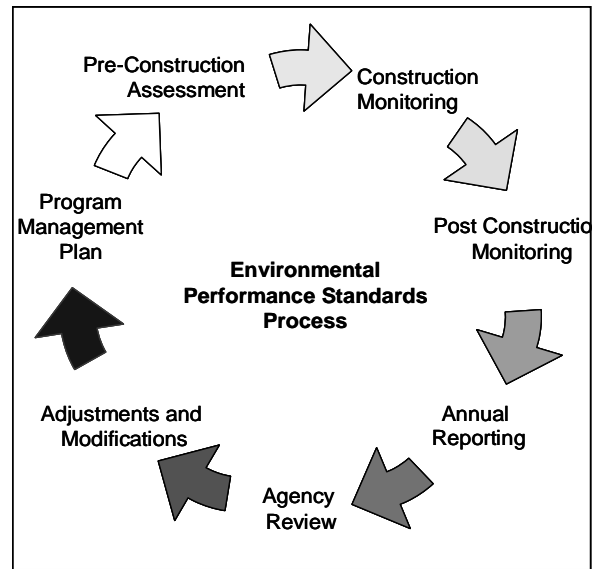 Pre-Construction
Assessment
Construction
Monitoring
Post Constructio
Monitoring
Annual
Reporting
Agency
Review
Adjustments and
Modifications
Program
Management
Plan
Environmental
Performance Standards
Process